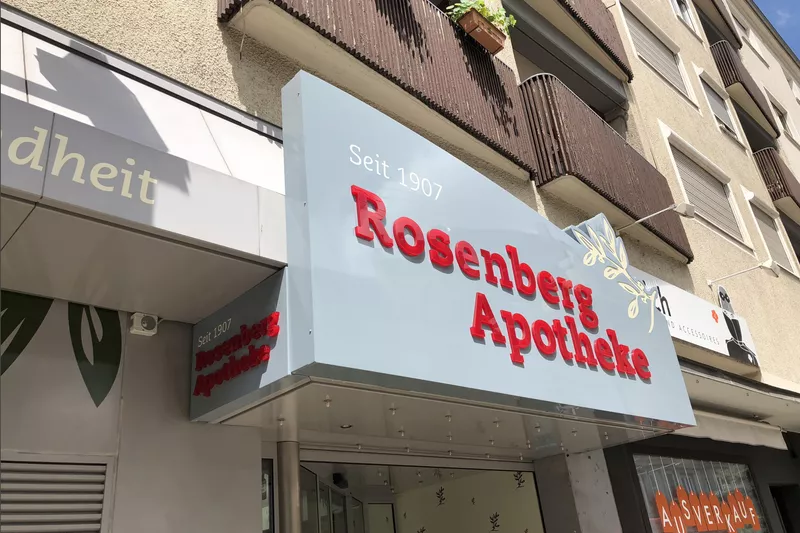 dheit
Seit 1907
Rosenberg
Apotheke
Seit 1907
Rosenberg
Apotheke
ACCESSOIRES
AUSVERKAUF